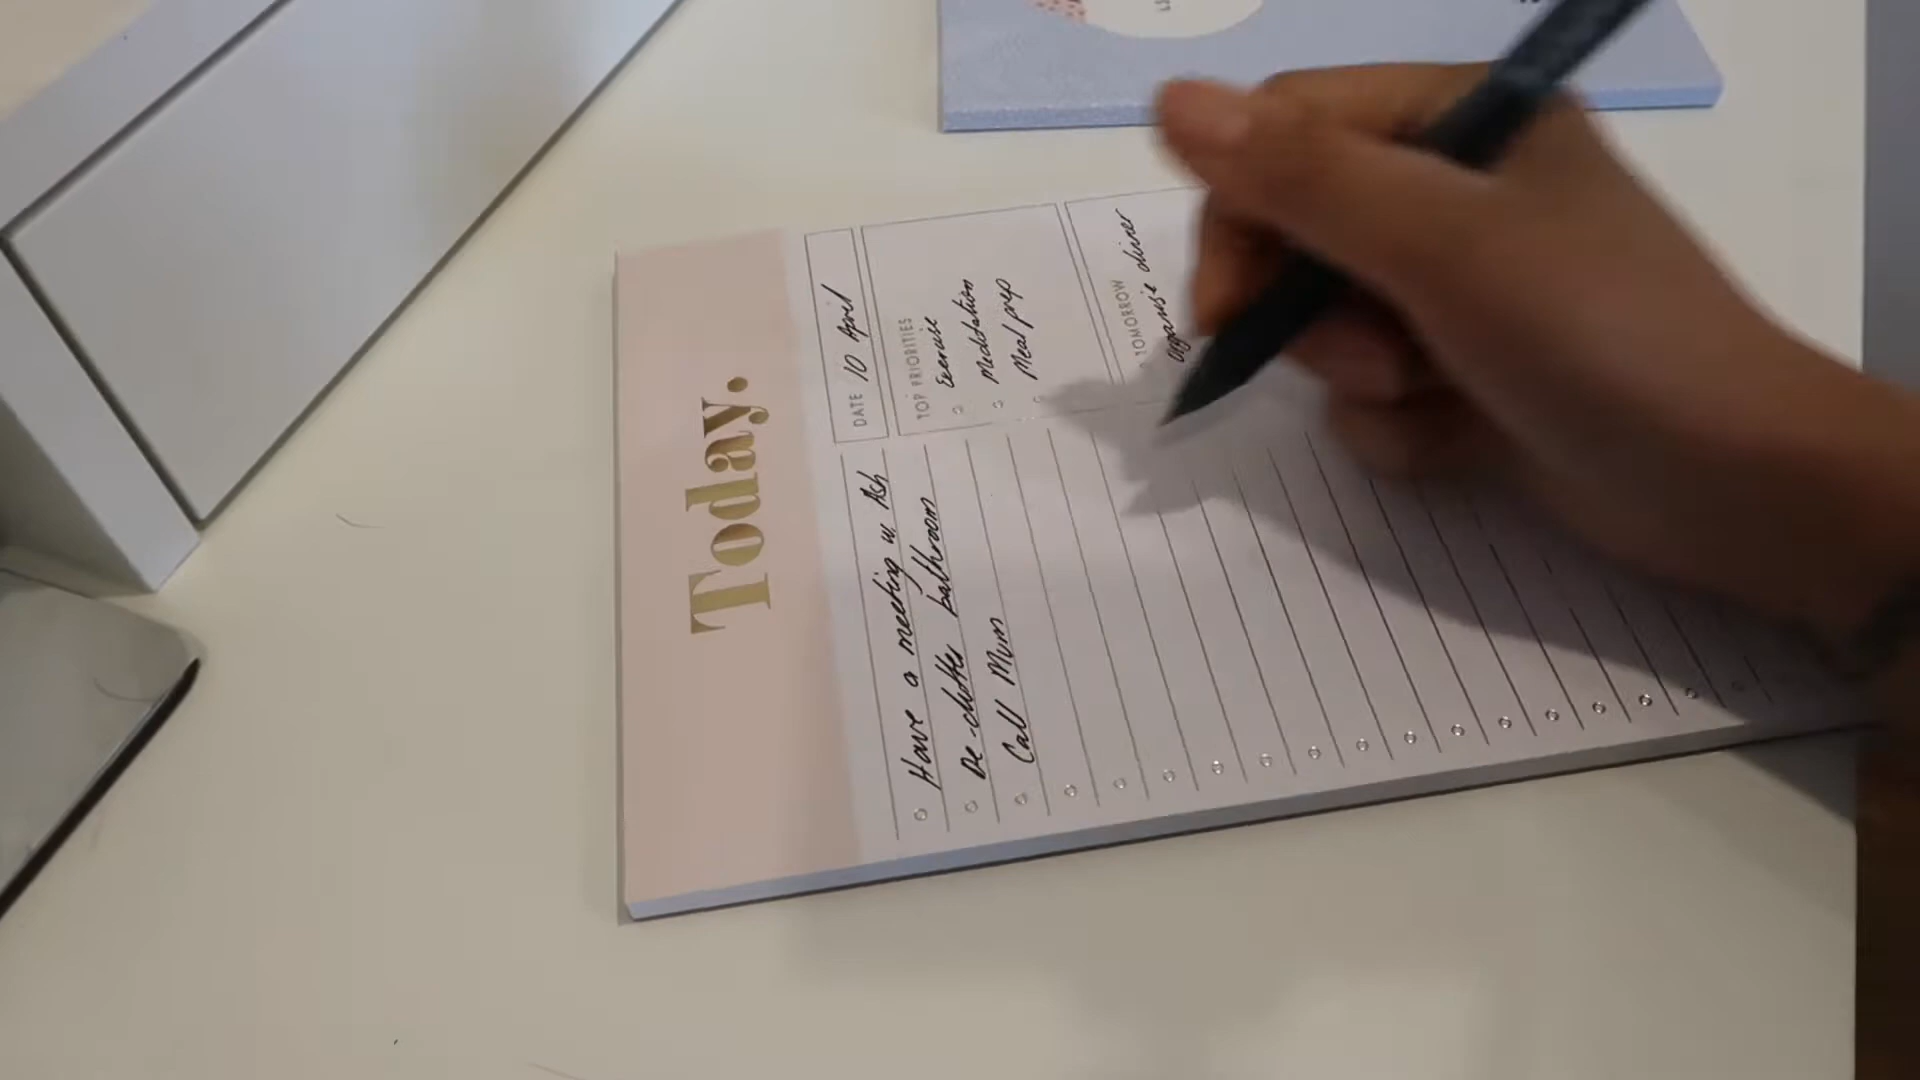 Today.
DATE 10 April
Have a meeting w. Ash
De-clutter bathroom
Call Mum
TOP PRIORITIES
Exercise
Meditation
Meal prep
TOMORROW
organise dinner